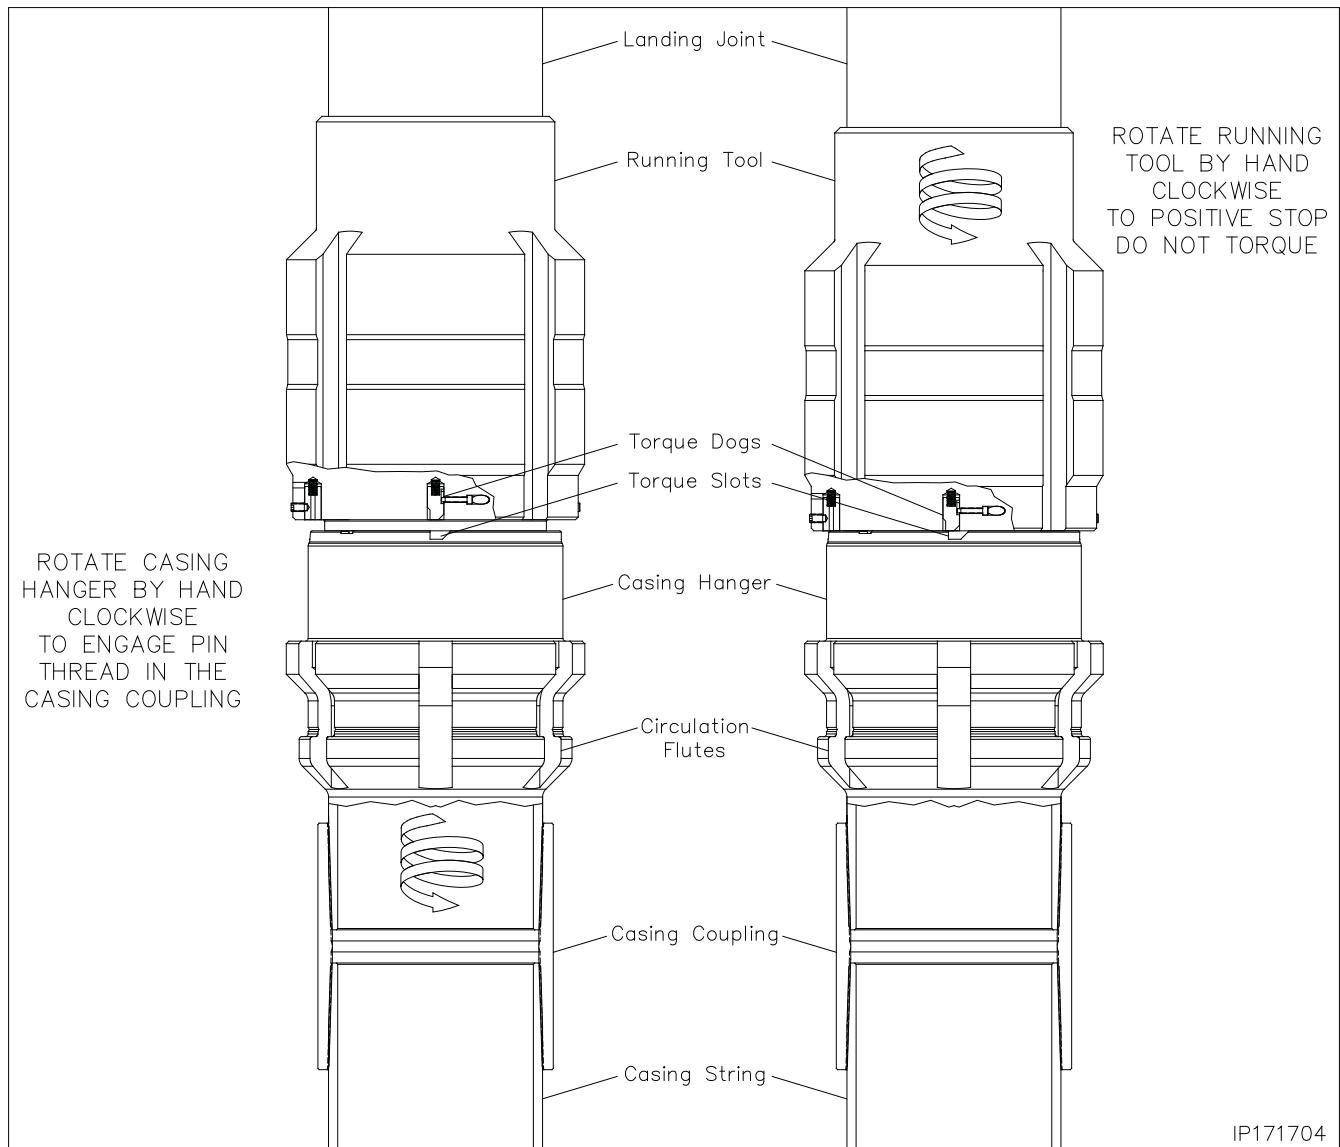 Landing Joint
Running Tool
ROTATE RUNNING
TOOL BY HAND
CLOCKWISE
TO POSITIVE STOP
DO NOT TORQUE
Torque Dogs
Torque Slots
ROTATE CASING
HANGER BY HAND
CLOCKWISE
TO ENGAGE PIN
THREAD IN THE
CASING COUPLING
Casing Hanger
Circulation
Flutes
Casing Coupling
Casing String
IP171704